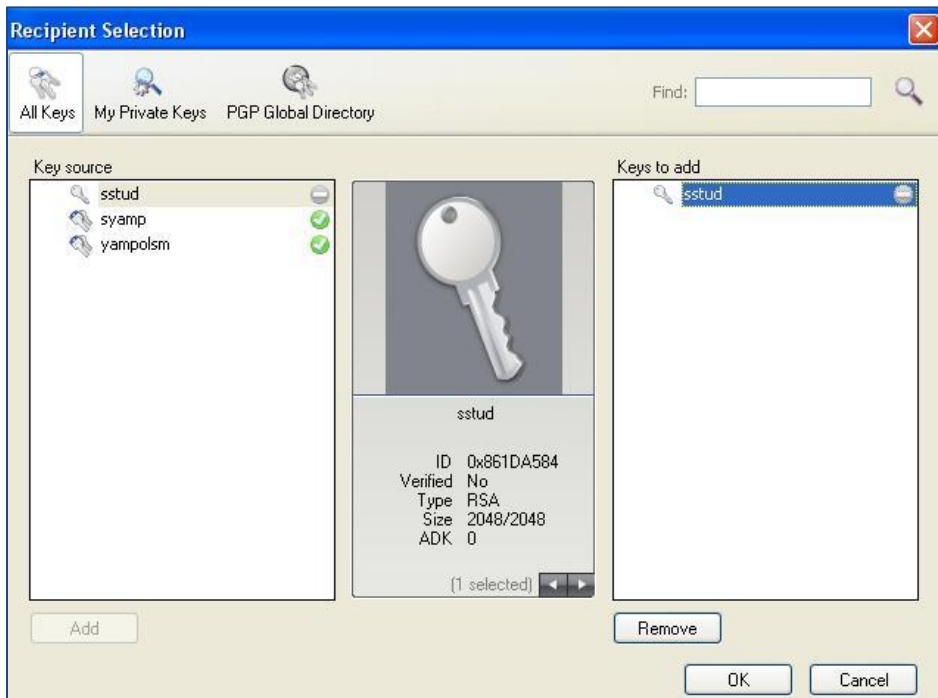 Recipient Selection
All Keys My Private Keys PGP Global Directory Find:
Key source
sstud
syamp
yampolsm
sstud
ID 0x861DA584
Verified No
Type RSA
Size 2048/2048
ADK 0
(1 selected)
Keys to add
sstud
Add
Remove
OK Cancel